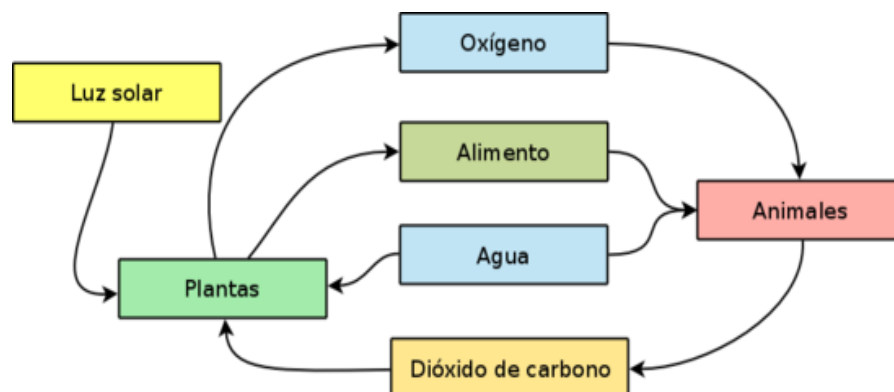 Oxígeno
Luz solar
Alimento
Animales
Agua
Plantas
Dióxido de carbono